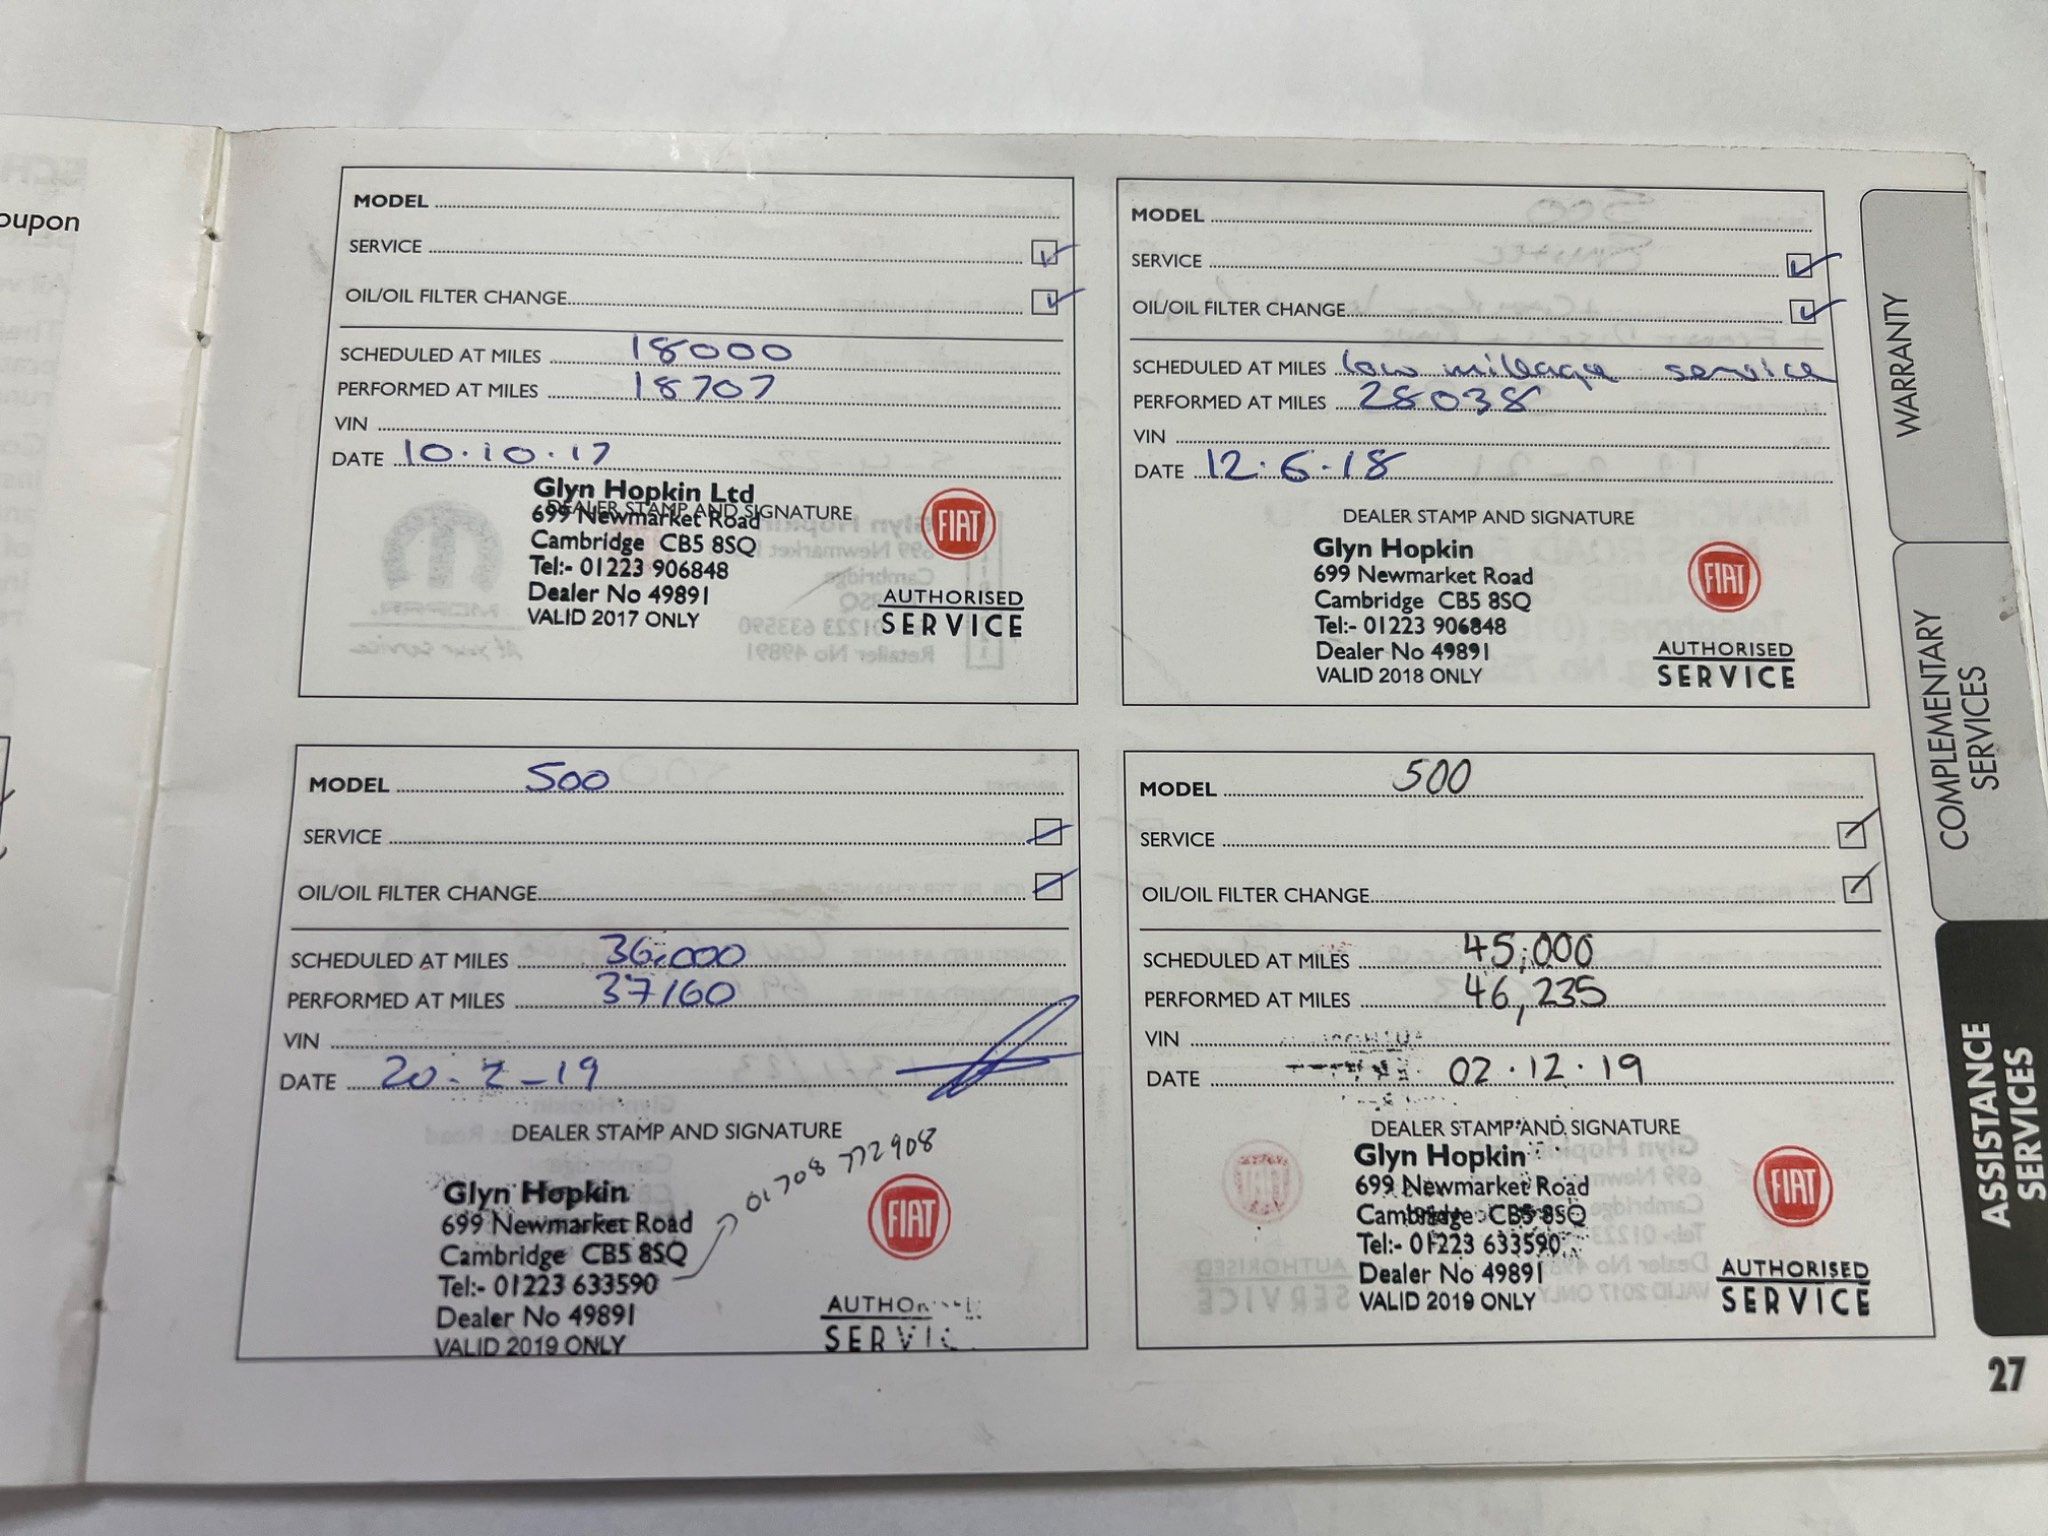 oupon
MODEL
SERVICE
OIL/OIL FILTER CHANGE
SCHEDULED AT MILES 18000
PERFORMED AT MILES 18707
VIN
DATE 10.10.17
DEALER STAMP AND SIGNATURE
Glyn Hopkin Ltd
699 Newmarket Road
Cambridge CB5 8SQ
Tel:- 01223 906848
Dealer No 49891
VALID 2017 ONLY
FIAT
AUTHORISED
SERVICE
MODEL
SERVICE
OIL/OIL FILTER CHANGE
SCHEDULED AT MILES low mileage service
PERFORMED AT MILES 28038
VIN
DATE 12.6.18
DEALER STAMP AND SIGNATURE
Glyn Hopkin
699 Newmarket Road
Cambridge CB5 8SQ
Tel:- 01223 906848
Dealer No 49891
VALID 2018 ONLY
FIAT
AUTHORISED
SERVICE
MODEL 500
SERVICE
OIL/OIL FILTER CHANGE
SCHEDULED AT MILES 36,000
PERFORMED AT MILES 37160
VIN
DATE 20-2-19
DEALER STAMP AND SIGNATURE
01708 772908
Glyn Hopkin
699 Newmarket Road
Cambridge CB5 8SQ
Tel:- 01223 633590
Dealer No 49891
VALID 2019 ONLY
FIAT
MODEL 500
SERVICE
OIL/OIL FILTER CHANGE
SCHEDULED AT MILES 45,000
PERFORMED AT MILES 46,235
VIN
DATE 02.12.19
DEALER STAMP AND SIGNATURE
Glyn Hopkin
699 Newmarket Road
Cambridge CB5 8SQ
Tel:- 01223 633590
Dealer No 49891
VALID 2019 ONLY
FIAT
AUTHORISED
SERVICE
WARRANTY
COMPLEMENTARY
SERVICES
ASSISTANCE
SERVICES
27